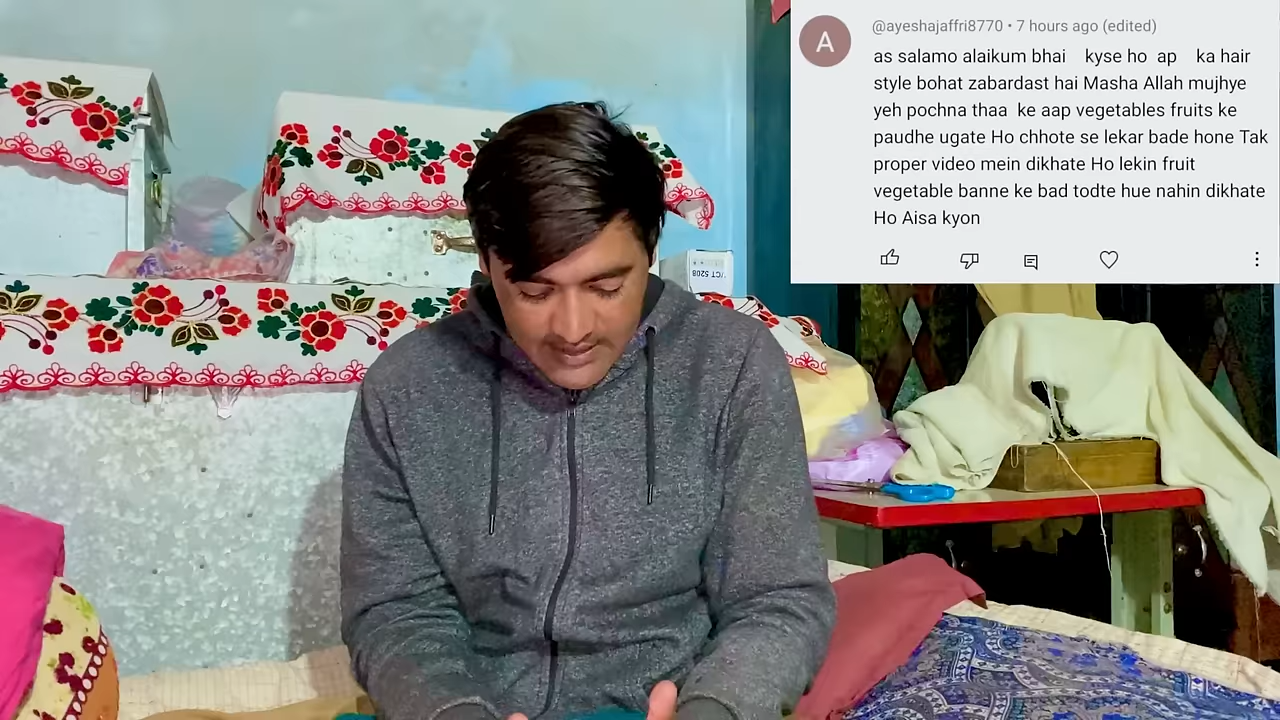 A
@ayeshajaffri8770 • 7 hours ago (edited)
as salamo alaikum bhai kyse ho ap ka hair
style bohat zabardast hai Masha Allah mujhye
yeh pochna thaa ke aap vegetables fruits ke
paudhe ugate Ho chhote se lekar bade hone Tak
proper video mein dikhate Ho lekin fruit
vegetable banne ke bad todte hue nahin dikhate
Ho Aisa kyon
VCT 5208